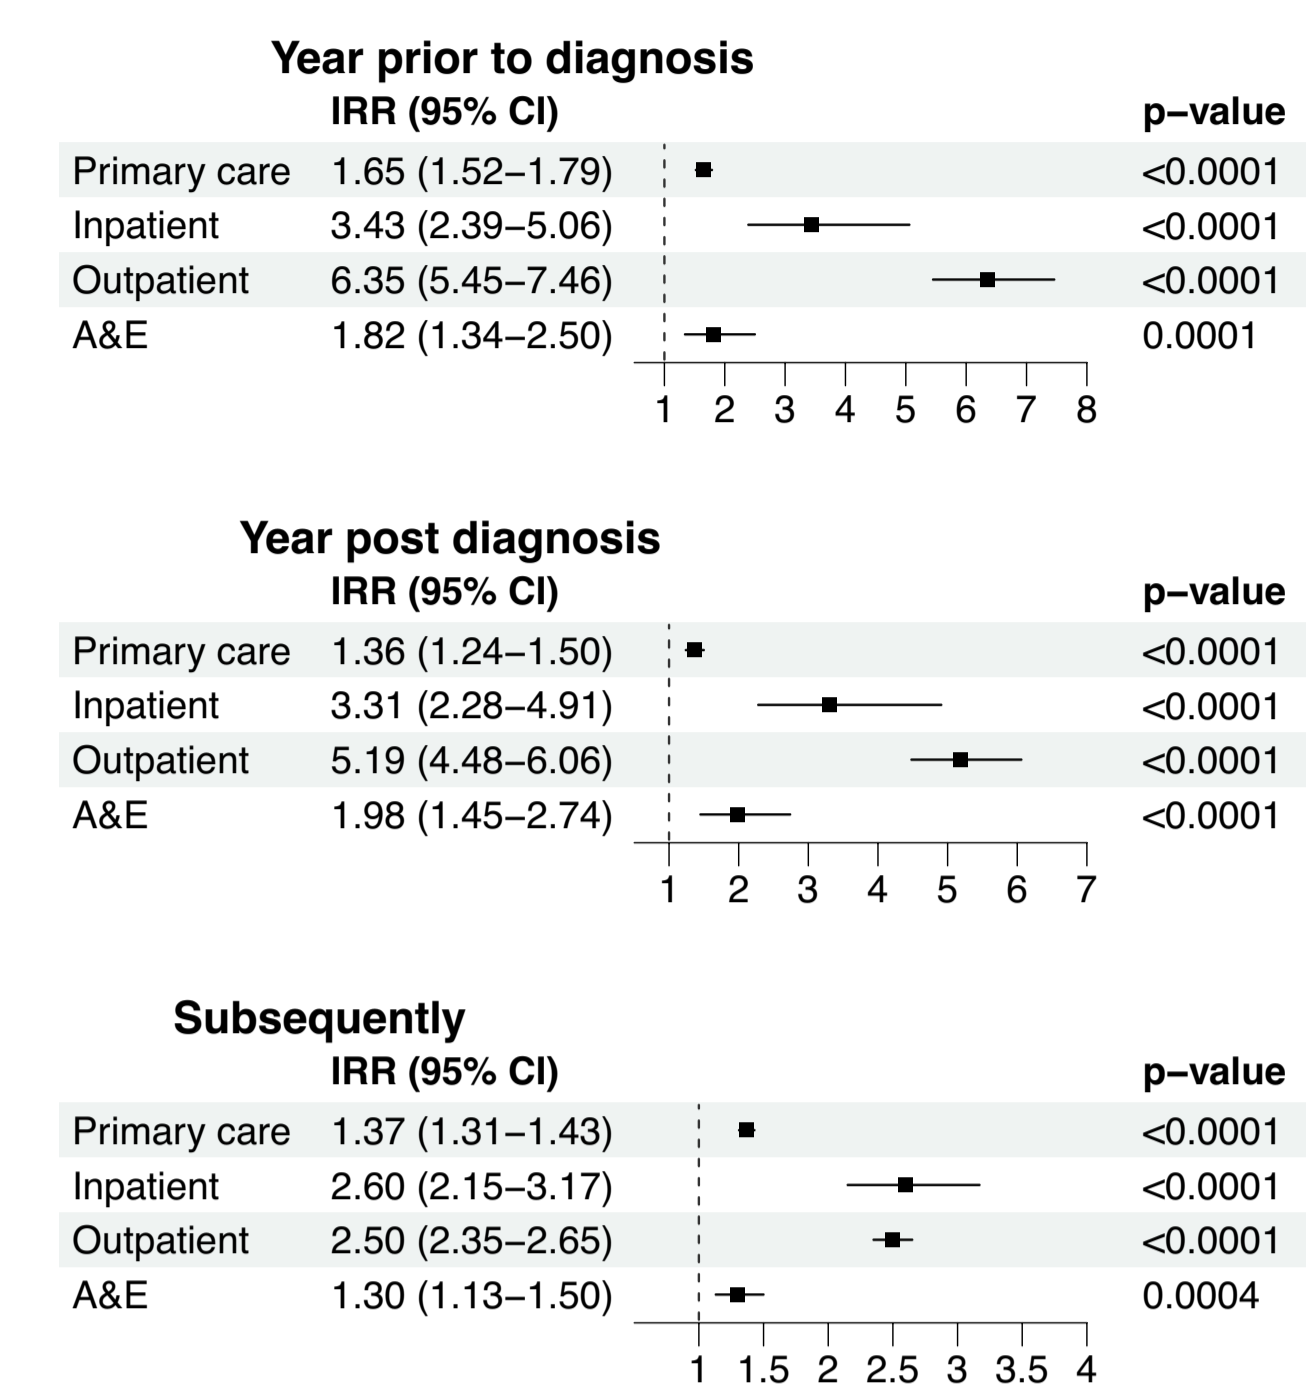 Year prior to diagnosis
IRR (95% CI) p–value
Primary care 1.65 (1.52–1.79) <0.0001
Inpatient 3.43 (2.39–5.06) <0.0001
Outpatient 6.35 (5.45–7.46) <0.0001
A&E 1.82 (1.34–2.50) 0.0001
1 2 3 4 5 6 7 8
Year post diagnosis
IRR (95% CI) p–value
Primary care 1.36 (1.24–1.50) <0.0001
Inpatient 3.31 (2.28–4.91) <0.0001
Outpatient 5.19 (4.48–6.06) <0.0001
A&E 1.98 (1.45–2.74) <0.0001
1 2 3 4 5 6 7
Subsequently
IRR (95% CI) p–value
Primary care 1.37 (1.31–1.43) <0.0001
Inpatient 2.60 (2.15–3.17) <0.0001
Outpatient 2.50 (2.35–2.65) <0.0001
A&E 1.30 (1.13–1.50) 0.0004
1 1.5 2 2.5 3 3.5 4